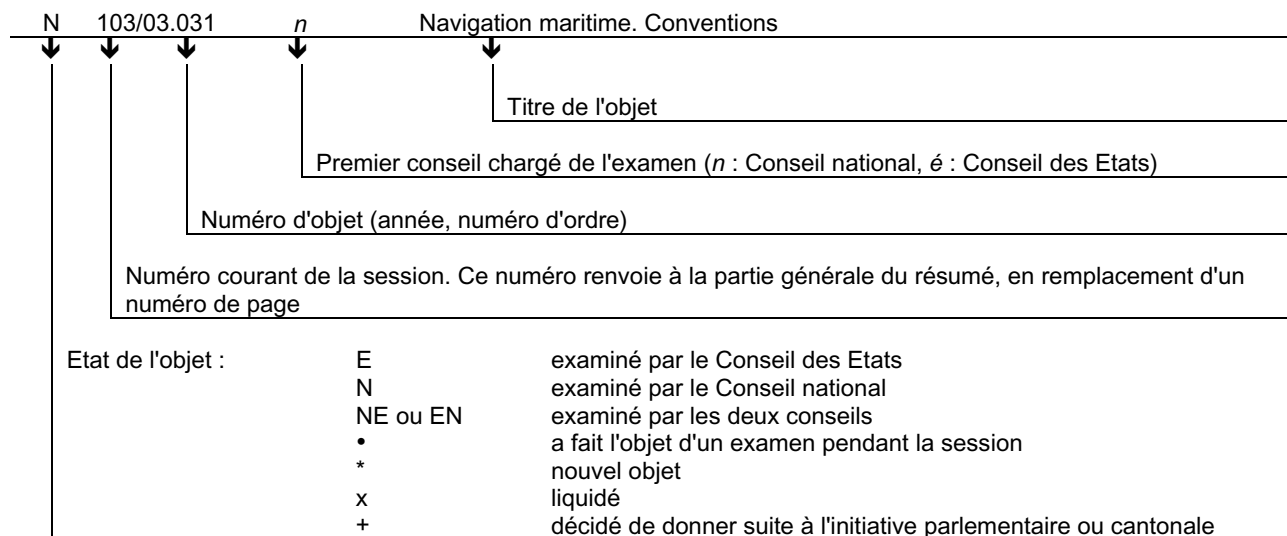 N 103/03.031 n Navigation maritime. Conventions
Titre de l'objet
Premier conseil chargé de l'examen (n : Conseil national, é : Conseil des Etats)
Numéro d'objet (année, numéro d'ordre)
Numéro courant de la session. Ce numéro renvoie à la partie générale du résumé, en remplacement d'un
numéro de page
Etat de l'objet : E examiné par le Conseil des Etats
N examiné par le Conseil national
NE ou EN examiné par les deux conseils
• a fait l'objet d'un examen pendant la session
* nouvel objet
x liquidé
+ décidé de donner suite à l'initiative parlementaire ou cantonale